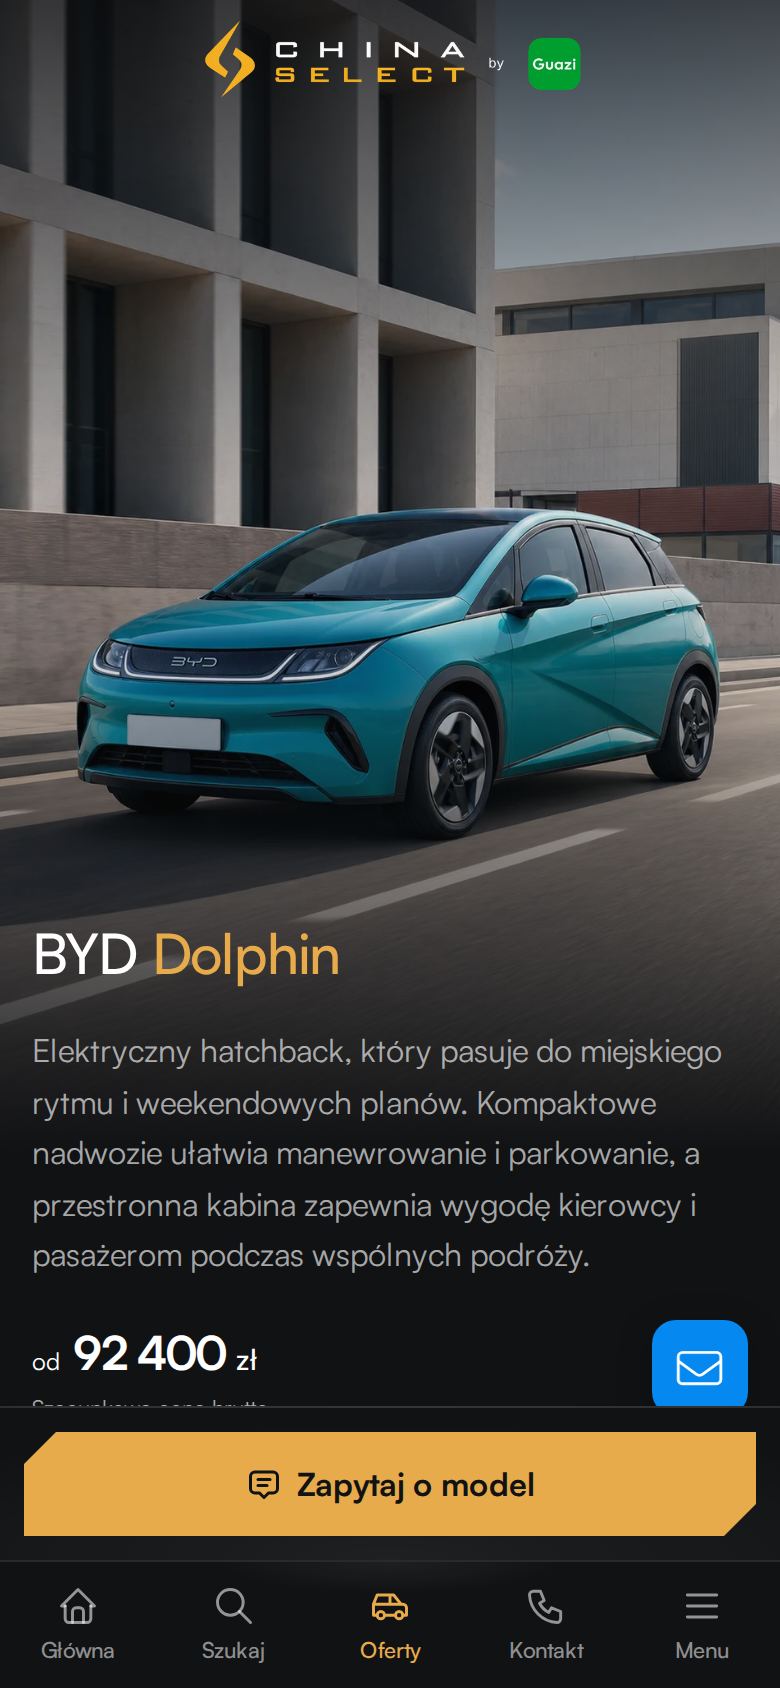 CHINA
SELECT
by
Guazi
BYD
BYD Dolphin
Elektryczny hatchback, który pasuje do miejskiego
rytmu i weekendowych planów. Kompaktowe
nadwozie ułatwia manewrowanie i parkowanie, a
przestronna kabina zapewnia wygodę kierowcy i
pasażerom podczas wspólnych podróży.
od 92 400 zł
Zapytaj o model
Główna
Szukaj
Oferty
Kontakt
Menu